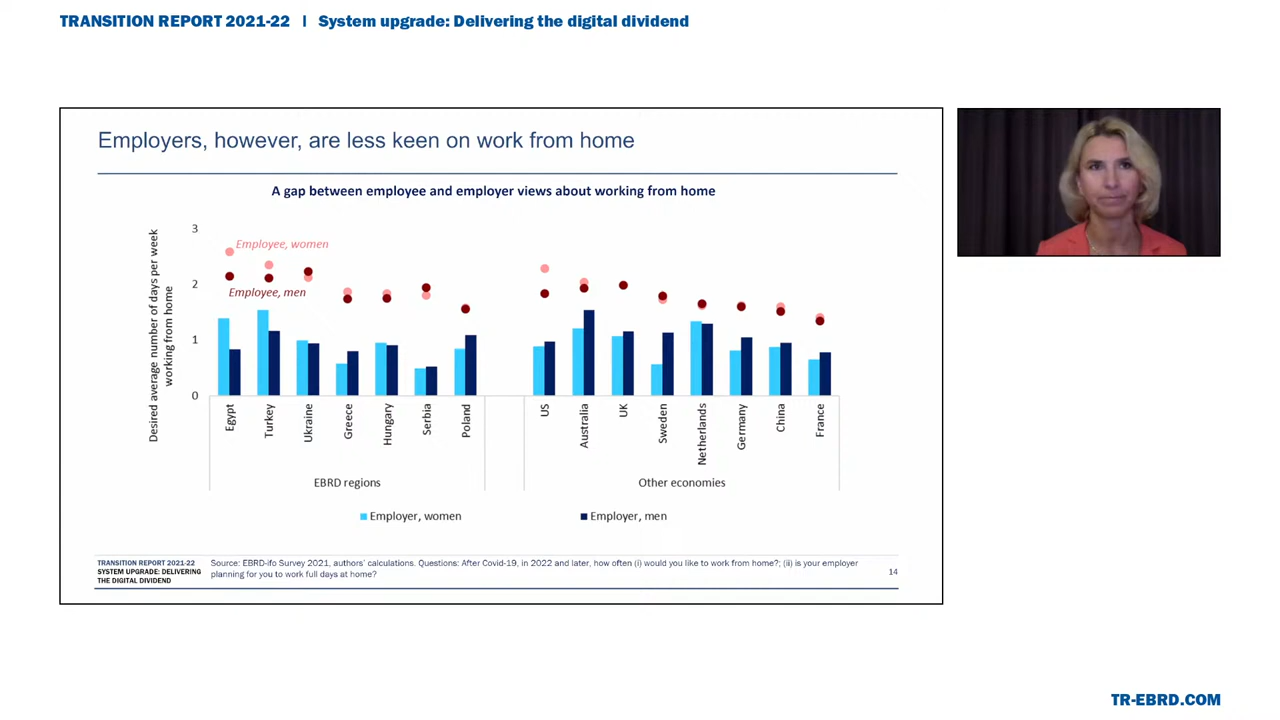 TRANSITION REPORT 2021-22 I System upgrade: Delivering the digital dividend
Employers, however, are less keen on work from home
A gap between employee and employer views about working from home
Desired average number of days per week
working from home
3
2
1
0
Employee, women
Employee, men
Egypt
Turkey
Ukraine
Greece
Hungary
Serbia
Poland
US
Australia
UK
Sweden
Netherlands
Germany
China
France
EBRD regions
Other economies
Employer, women
Employer, men
TRANSITION REPORT 2021-22
SYSTEM UPGRADE: DELIVERING
THE DIGITAL DIVIDEND
Source: EBRD-ifo Survey 2021, authors' calculations. Questions: After Covid-19, in 2022 and later, how often (i) would you like to work from home?; (ii) is your employer
planning for you to work full days at home?
14
TR-EBRD.COM